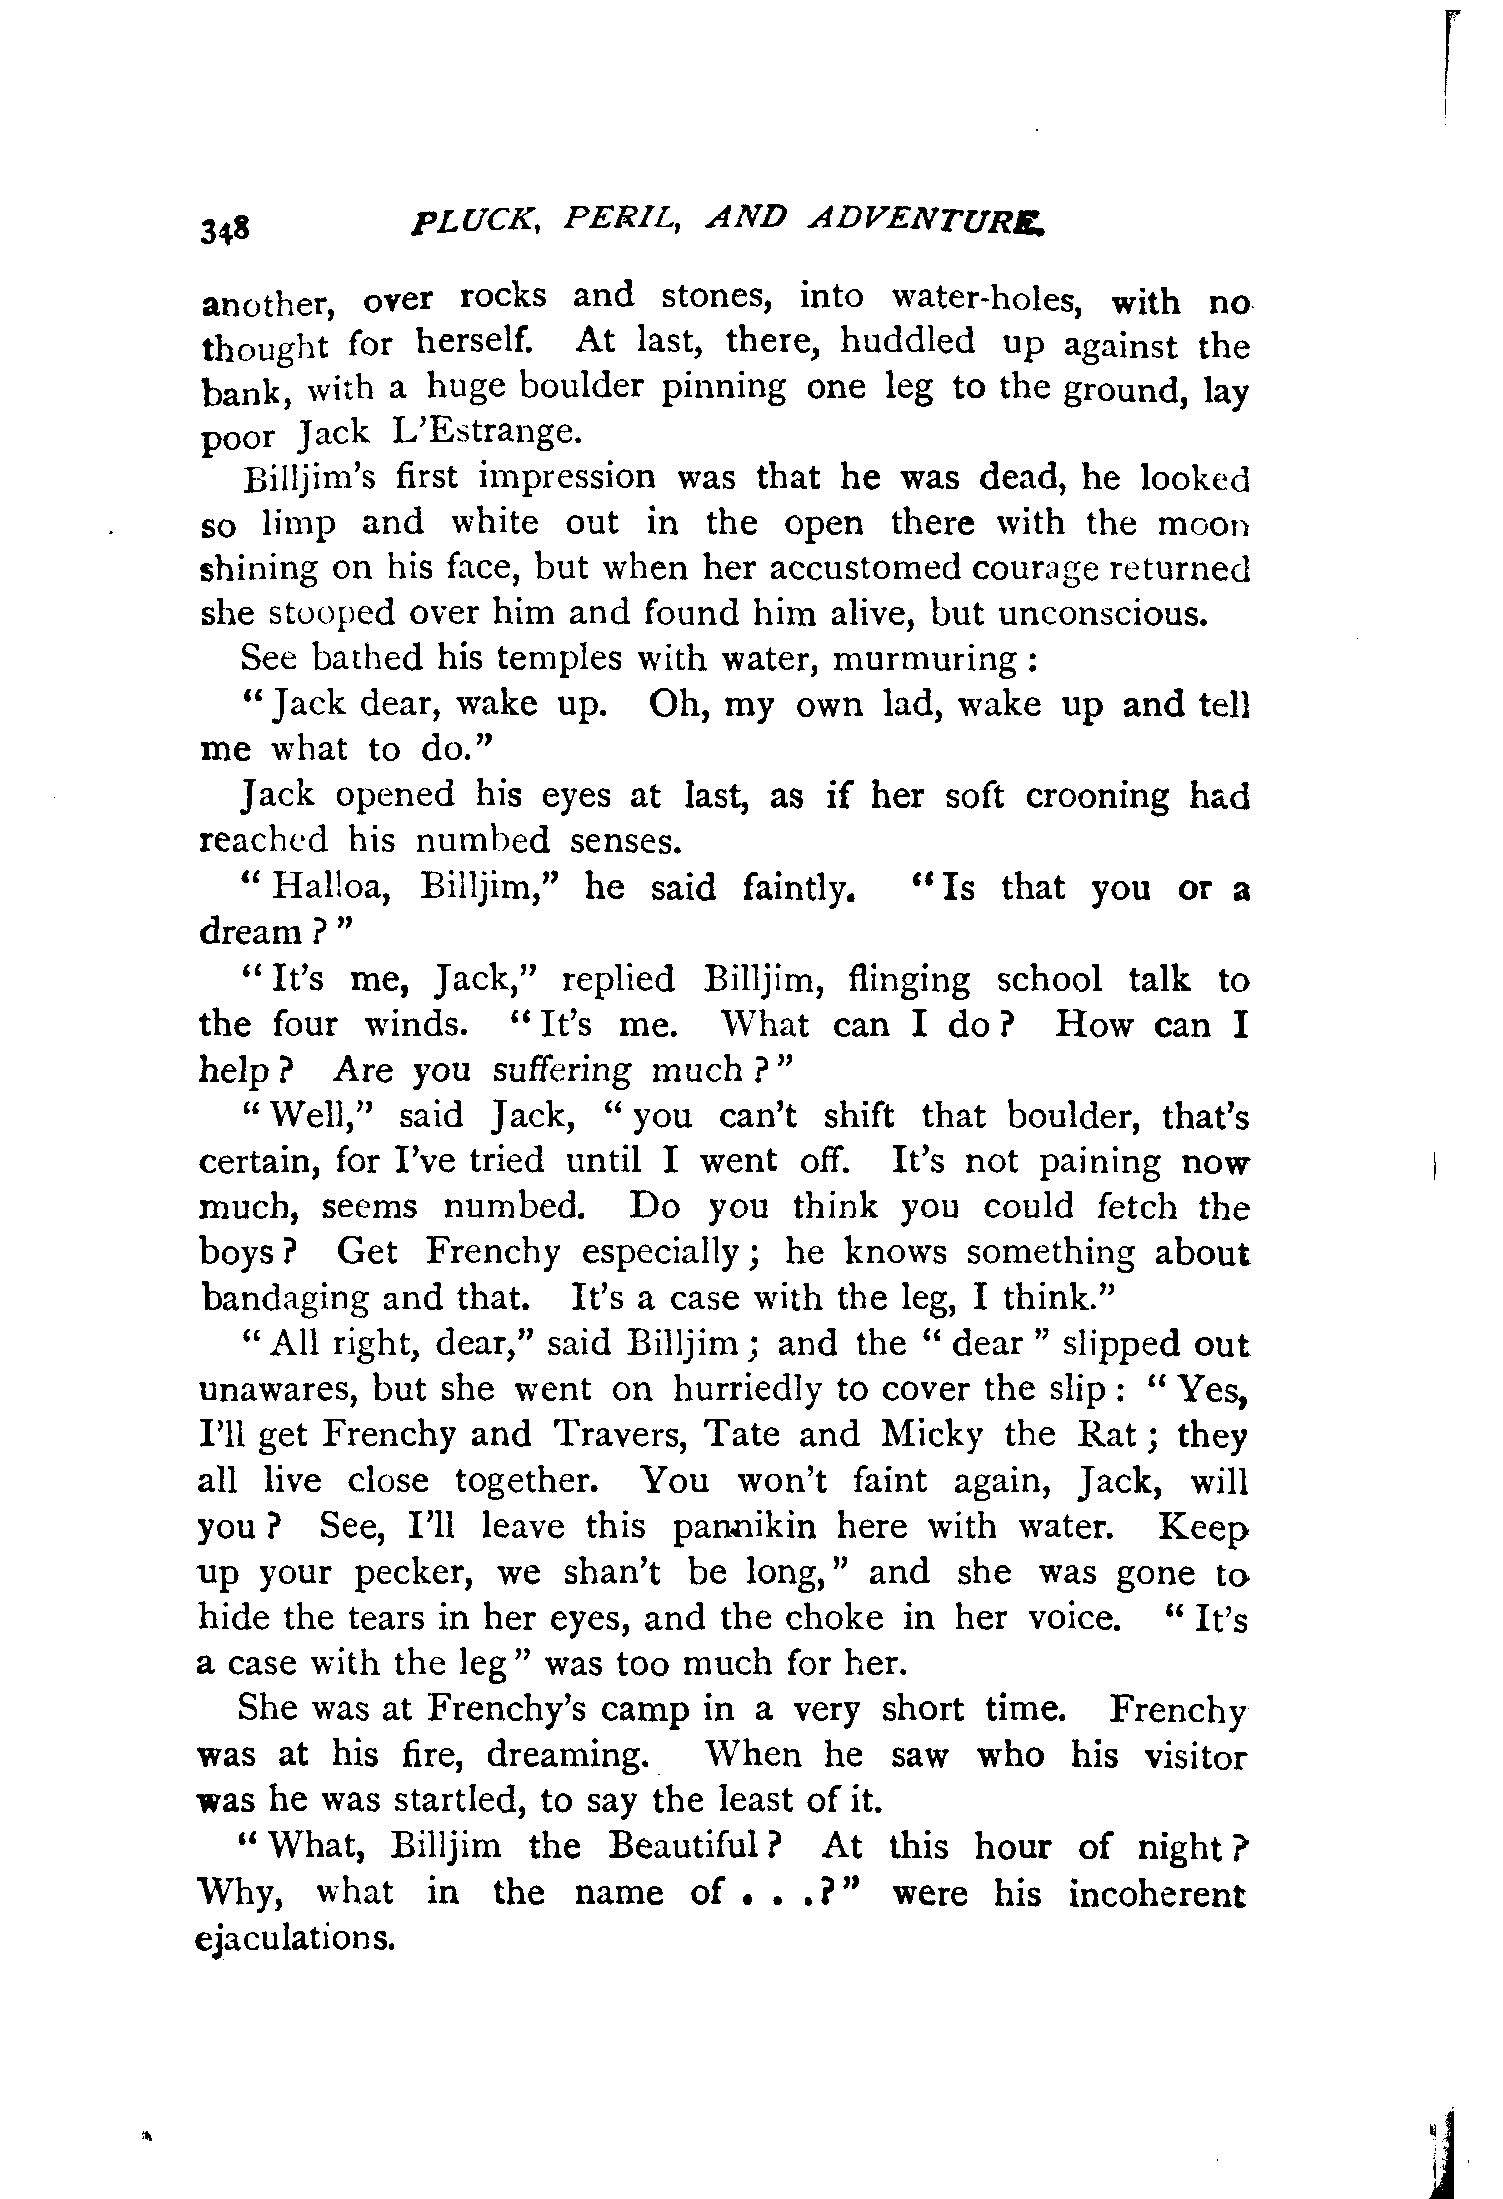 348 PLUCK, PERIL, AND ADVENTURE.
another, over rocks and stones, into water-holes, with no
thought for herself. At last, there, huddled up against the
bank, with a huge boulder pinning one leg to the ground, lay
poor Jack L'Estrange.
Billjim's first impression was that he was dead, he looked
so limp and white out in the open there with the moon
shining on his face, but when her accustomed courage returned
she stooped over him and found him alive, but unconscious.
See bathed his temples with water, murmuring :
“ Jack dear, wake up. Oh, my own lad, wake up and tell
me what to do.”
Jack opened his eyes at last, as if her soft crooning had
reached his numbed senses.
“ Halloa, Billjim,” he said faintly. “ Is that you or a
dream ? ”
“ It's me, Jack,” replied Billjim, flinging school talk to
the four winds. “ It's me. What can I do ? How can I
help ? Are you suffering much ? ”
“ Well,” said Jack, “ you can't shift that boulder, that's
certain, for I've tried until I went off. It's not paining now
much, seems numbed. Do you think you could fetch the
boys ? Get Frenchy especially ; he knows something about
bandaging and that. It's a case with the leg, I think.”
“ All right, dear,” said Billjim ; and the “ dear ” slipped out
unawares, but she went on hurriedly to cover the slip : “ Yes,
I'll get Frenchy and Travers, Tate and Micky the Rat ; they
all live close together. You won't faint again, Jack, will
you ? See, I'll leave this pannikin here with water. Keep
up your pecker, we shan't be long, ” and she was gone to
hide the tears in her eyes, and the choke in her voice. “ It's
a case with the leg ” was too much for her.
She was at Frenchy's camp in a very short time. Frenchy
was at his fire, dreaming. When he saw who his visitor
was he was startled, to say the least of it.
“ What, Billjim the Beautiful ? At this hour of night ?
Why, what in the name of . . . ? ” were his incoherent
ejaculations.